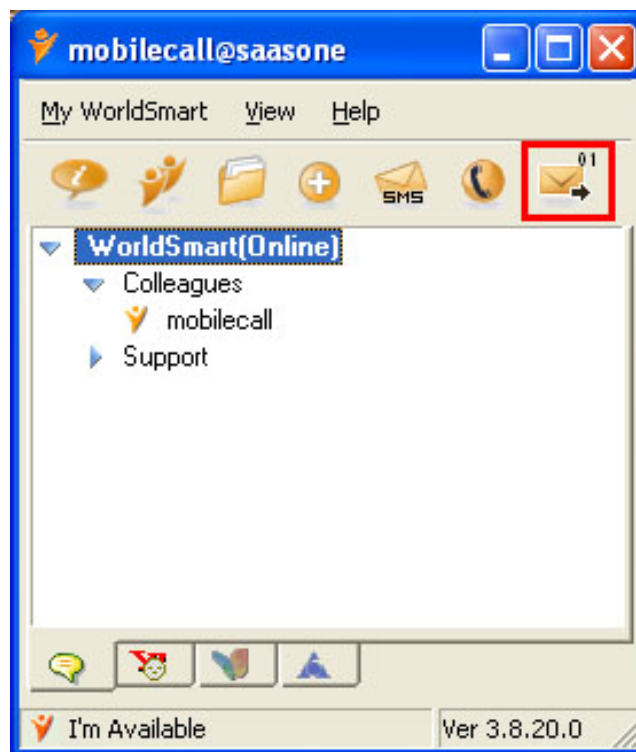 mobilecall@saasone
My WorldSmart View Help
SMS 01
WorldSmart(Online)
Colleagues
mobilecall
Support
I'm Available Ver 3.8.20.0